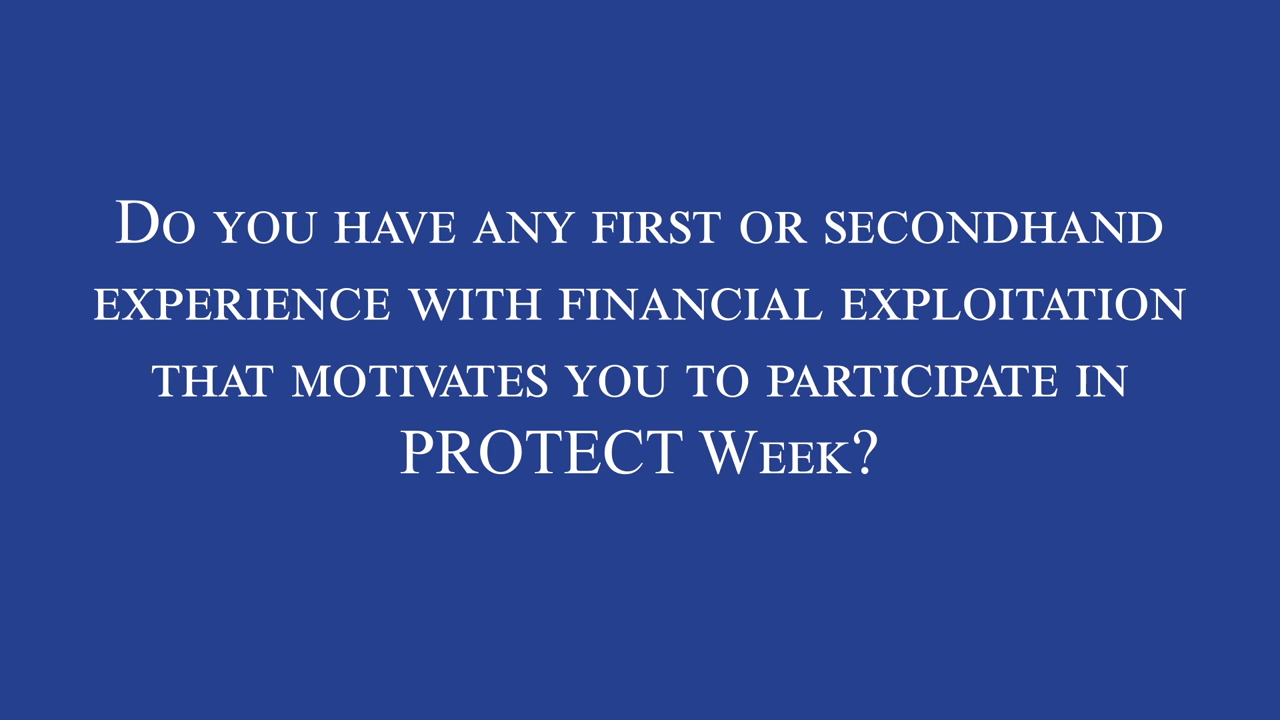 Do you have any first or secondhand
experience with financial exploitation
that motivates you to participate in
PROTECT Week?